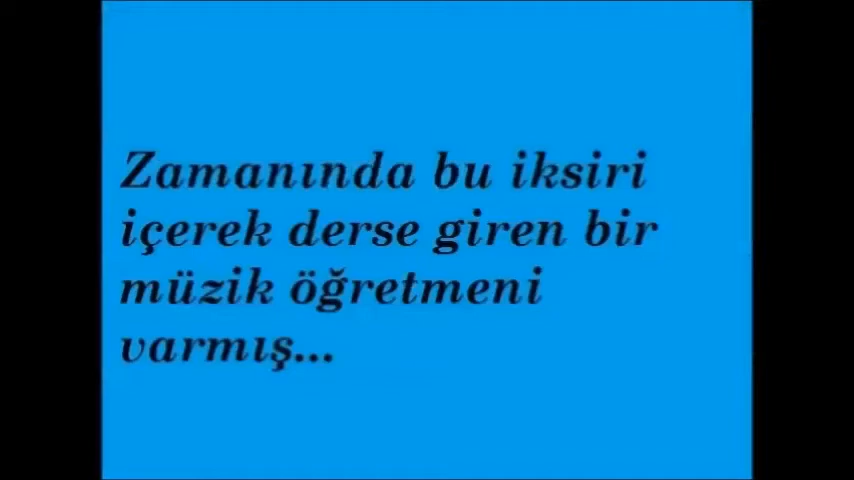 Zamanında bu iksiri
içerek derse giren bir
müzik öğretmeni
varmış...